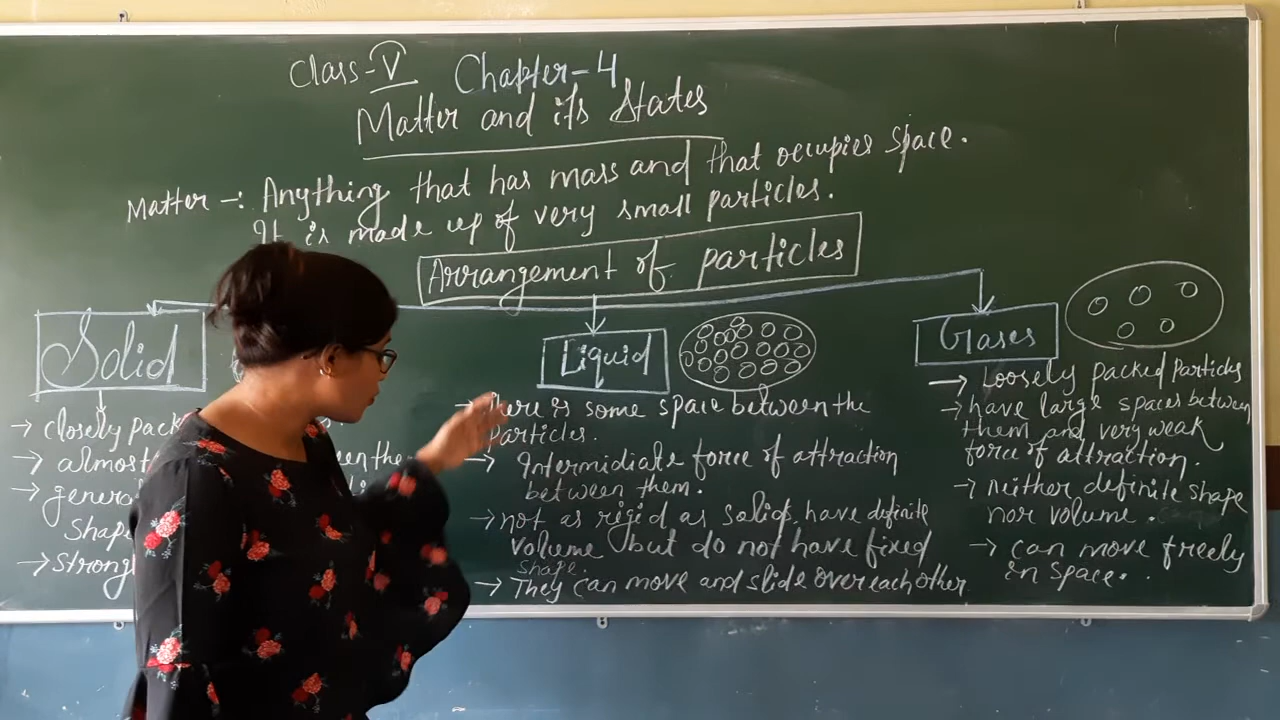 Class-V Chapter-4
Matter and its States
Matter -: Anything that has mass and that occupies space.
It is made up of very small particles.
Arrangement of particles
Solid
→ closely pack
→ almost
→ genera
shape
→ strong
Liquid
→ there is some space between the
particles.
→ Intermidiate force of attraction
between them.
→ not as rigid as solids, have definite
volume but do not have fixed
shape.
→ They can move and slide over each other
Gases
→ Loosely packed particles
→ have large spaces between
them and very weak
force of attraction.
→ neither definite shape
nor volume.
→ can move freely
in space.